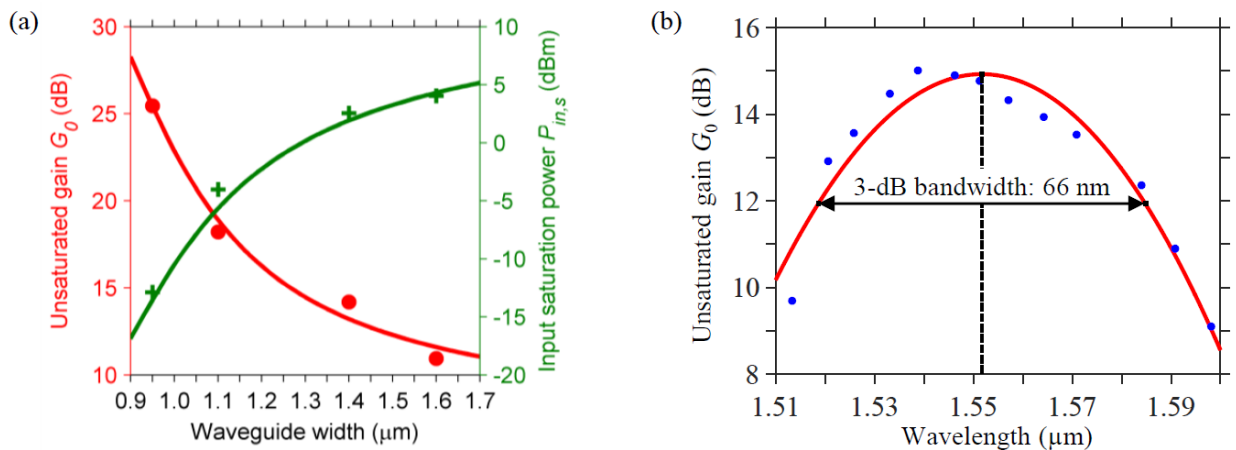 (a)
Unsaturated gain G0 (dB)
30
25
20
15
10
0.9 1.0 1.1 1.2 1.3 1.4 1.5 1.6 1.7
Waveguide width (μm)
10
5
0
-5
-10
-15
-20
Input saturation power Pin,s (dBm)
(b)
Unsaturated gain G0 (dB)
16
14
12
10
8
3-dB bandwidth: 66 nm
1.51 1.53 1.55 1.57 1.59
Wavelength (μm)